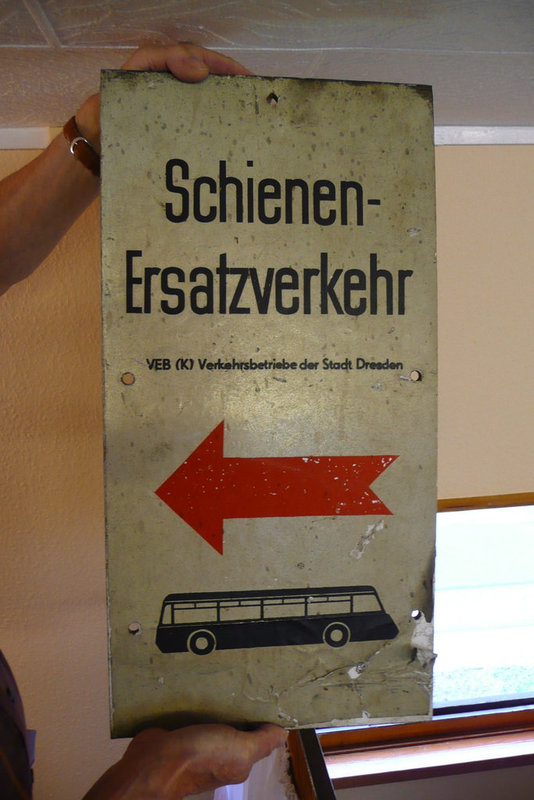 Schienen-
Ersatzverkehr
VEB (K) Verkehrsbetriebe der Stadt Dresden